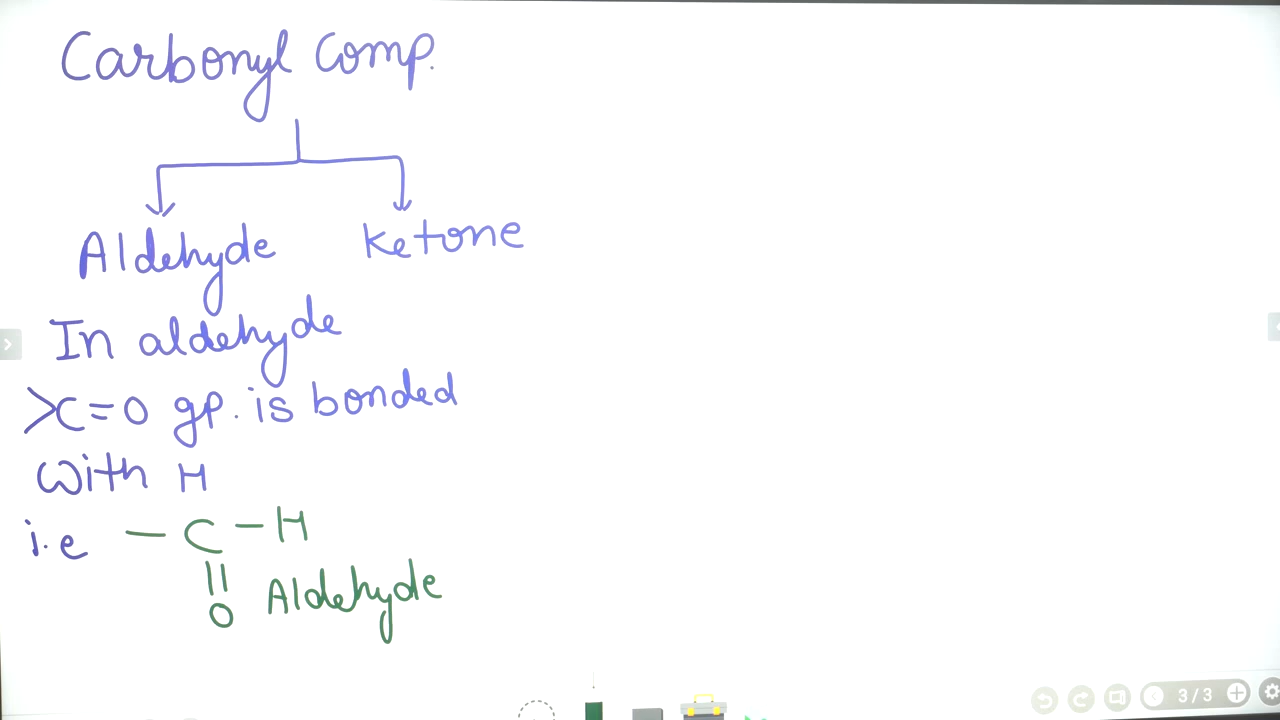 Carbonyl Comp.
Aldehyde ketone
In aldehyde
>C=O gp. is bonded
with H
i.e – C – H
||
O Aldehyde
3/3